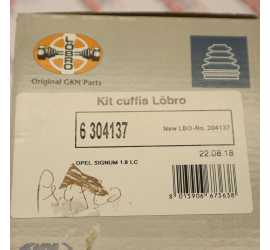 LÖBRO
Original GKN Parts
Kit cuffia Löbro
6 304137
New LBO-No. 304137
22.08.18
OPEL SIGNUM 1.8 LC
8 015906 673638